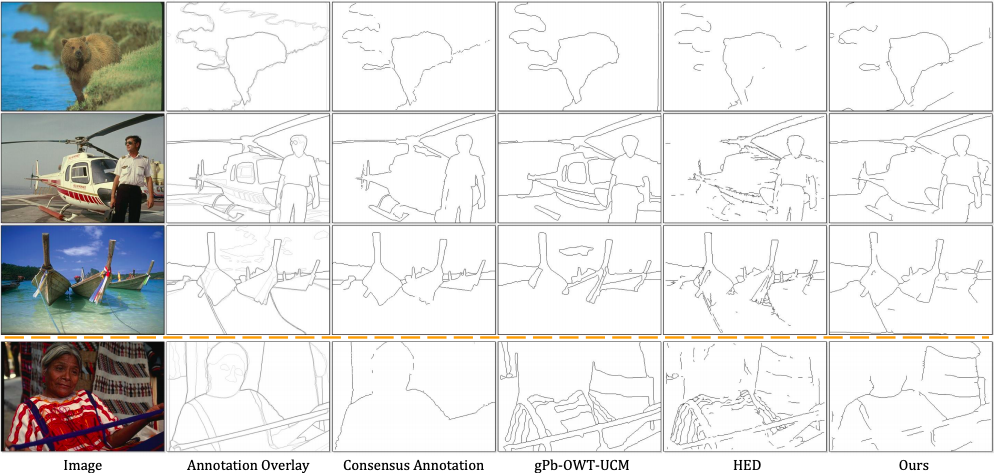 Image
Annotation Overlay
Consensus Annotation
gPb-OWT-UCM
HED
Ours